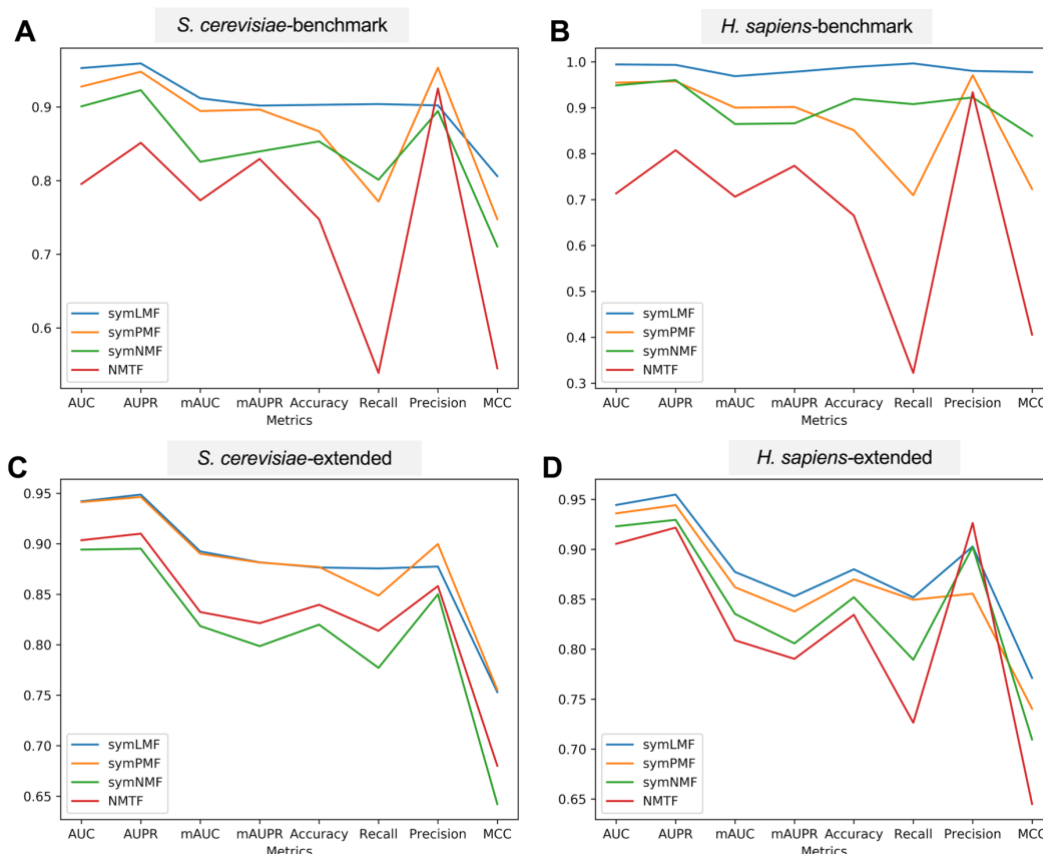 A
S. cerevisiae-benchmark
0.9
0.8
0.7
0.6
symLMF
symPMF
symNMF
NMTF
AUC AUPR mAUC mAUPR Accuracy Recall Precision MCC
Metrics
B
H. sapiens-benchmark
1.0
0.9
0.8
0.7
0.6
0.5
0.4
0.3
symLMF
symPMF
symNMF
NMTF
AUC AUPR mAUC mAUPR Accuracy Recall Precision MCC
Metrics
C
S. cerevisiae-extended
0.95
0.90
0.85
0.80
0.75
0.70
0.65
symLMF
symPMF
symNMF
NMTF
AUC AUPR mAUC mAUPR Accuracy Recall Precision MCC
Metrics
D
H. sapiens-extended
0.95
0.90
0.85
0.80
0.75
0.70
0.65
symLMF
symPMF
symNMF
NMTF
AUC AUPR mAUC mAUPR Accuracy Recall Precision MCC
Metrics